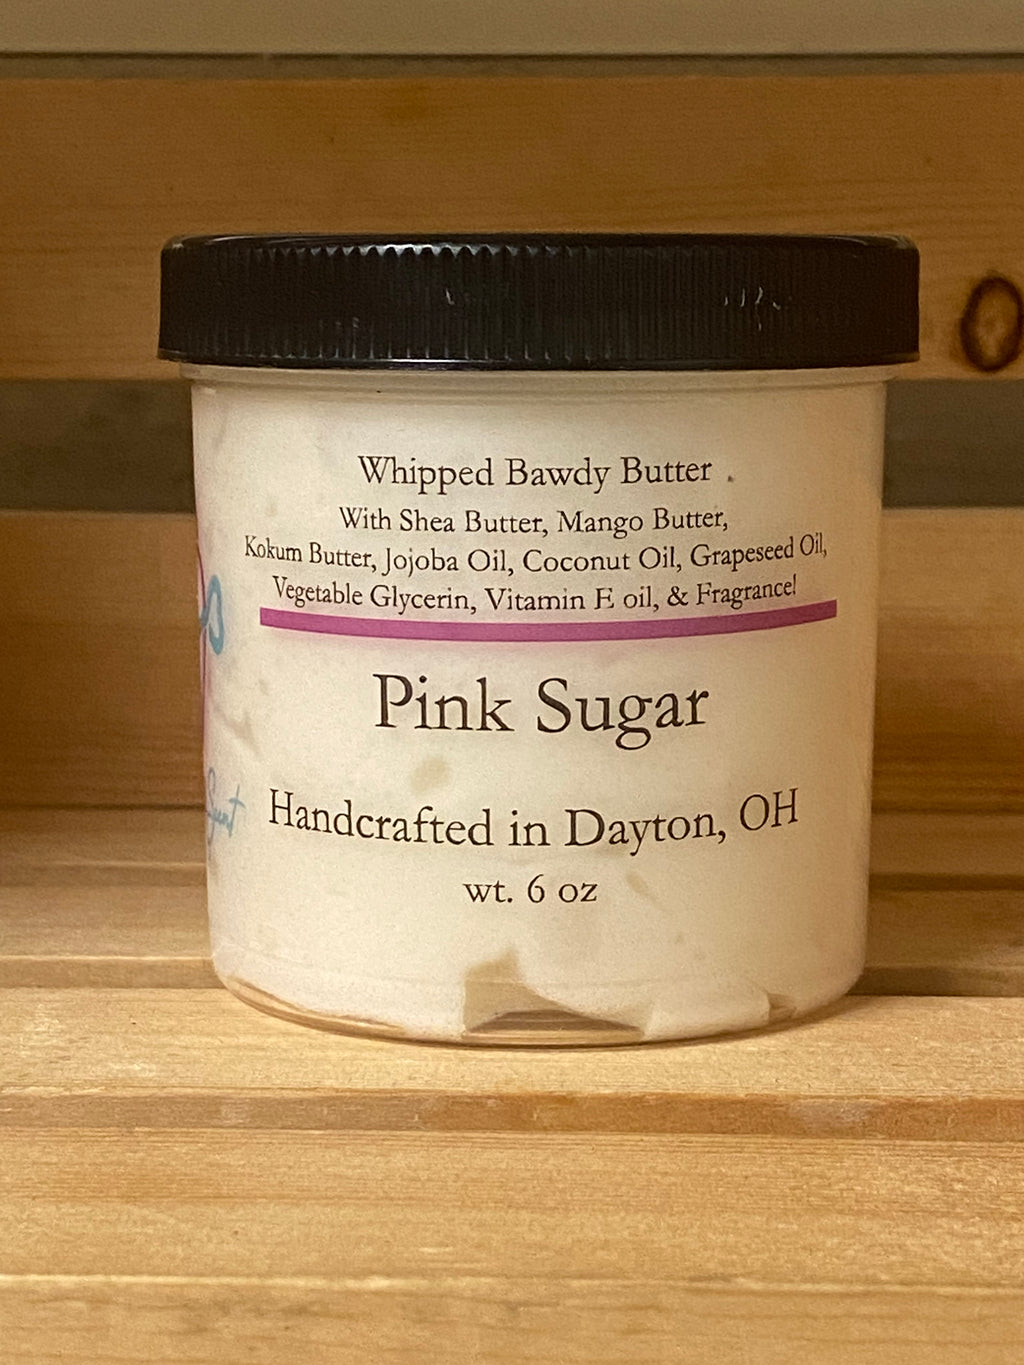 Whipped Bawdy Butter
With Shea Butter, Mango Butter,
Kokum Butter, Jojoba Oil, Coconut Oil, Grapeseed Oil,
Vegetable Glycerin, Vitamin E oil, & Fragrance!
Pink Sugar
Handcrafted in Dayton, OH
wt. 6 oz